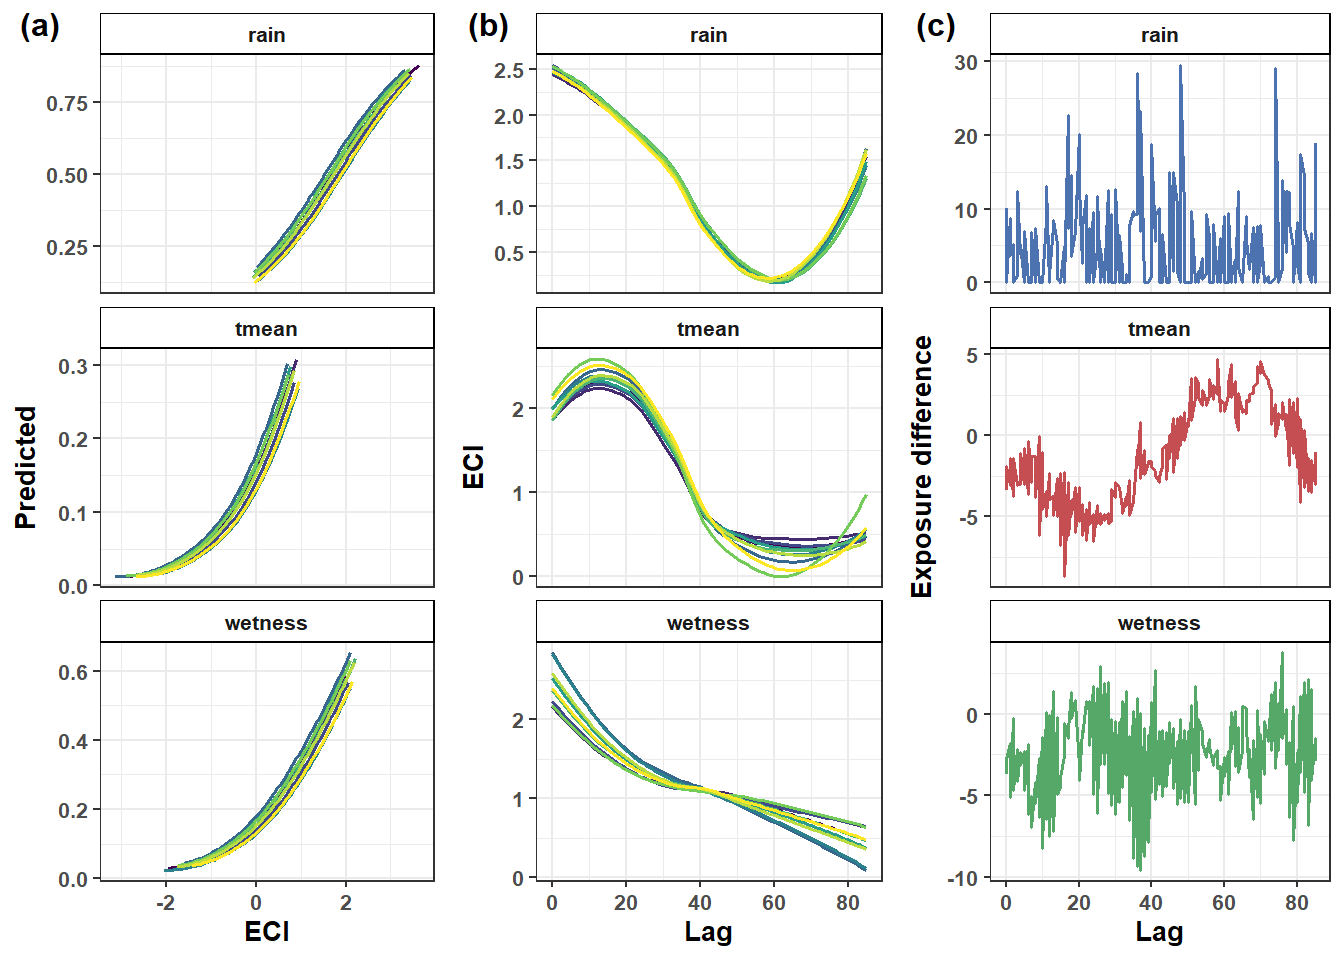 (a)
rain
0.75
0.50
0.25
tmean
0.3
0.2
0.1
0.0
wetness
0.6
0.4
0.2
0.0
-2 0 2
ECI
Predicted
(b)
rain
2.5
2.0
1.5
1.0
0.5
tmean
2
1
0
wetness
2
1
0
0 20 40 60 80
Lag
ECI
(c)
rain
30
20
10
0
tmean
5
0
-5
wetness
0
-5
-10
0 20 40 60 80
Lag
Exposure difference